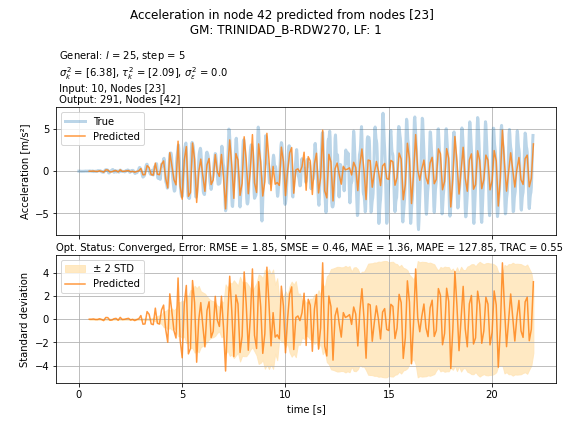 Acceleration in node 42 predicted from nodes [23]
GM: TRINIDAD_B-RDW270, LF: 1
General: l = 25, step = 5
σ²ₖ = [6.38], τ²ₖ = [2.09], σ²ₑ = 0.0
Input: 10, Nodes [23]
Output: 291, Nodes [42]
True
Predicted
Acceleration [m/s²]
5
0
−5
Opt. Status: Converged, Error: RMSE = 1.85, SMSE = 0.46, MAE = 1.36, MAPE = 127.85, TRAC = 0.55
± 2 STD
Predicted
Standard deviation
4
2
0
−2
−4
0
5
10
15
20
time [s]